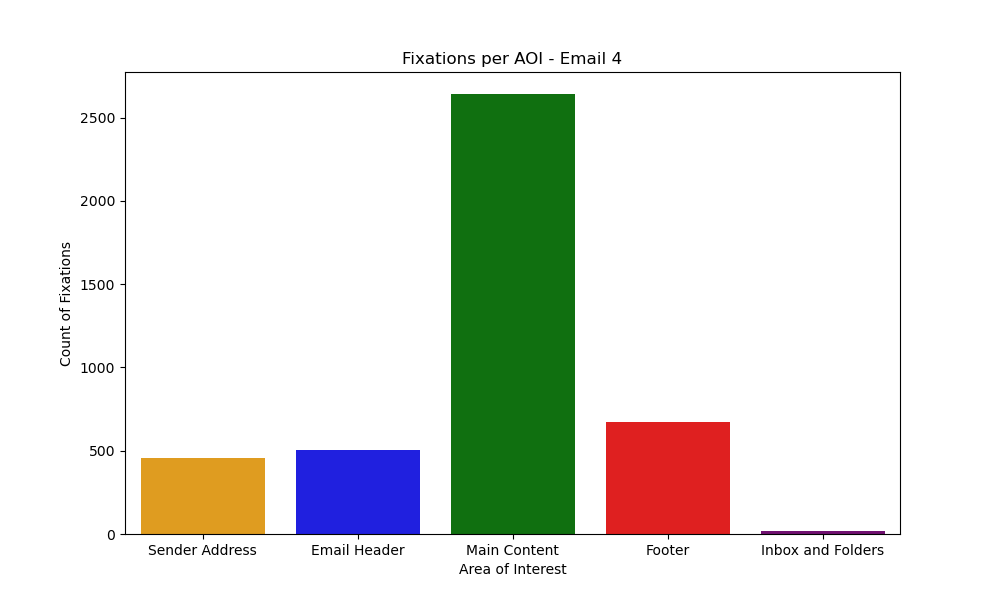 Fixations per AOI - Email 4
Count of Fixations
2500
2000
1500
1000
500
0
Sender Address
Email Header
Main Content
Footer
Inbox and Folders
Area of Interest